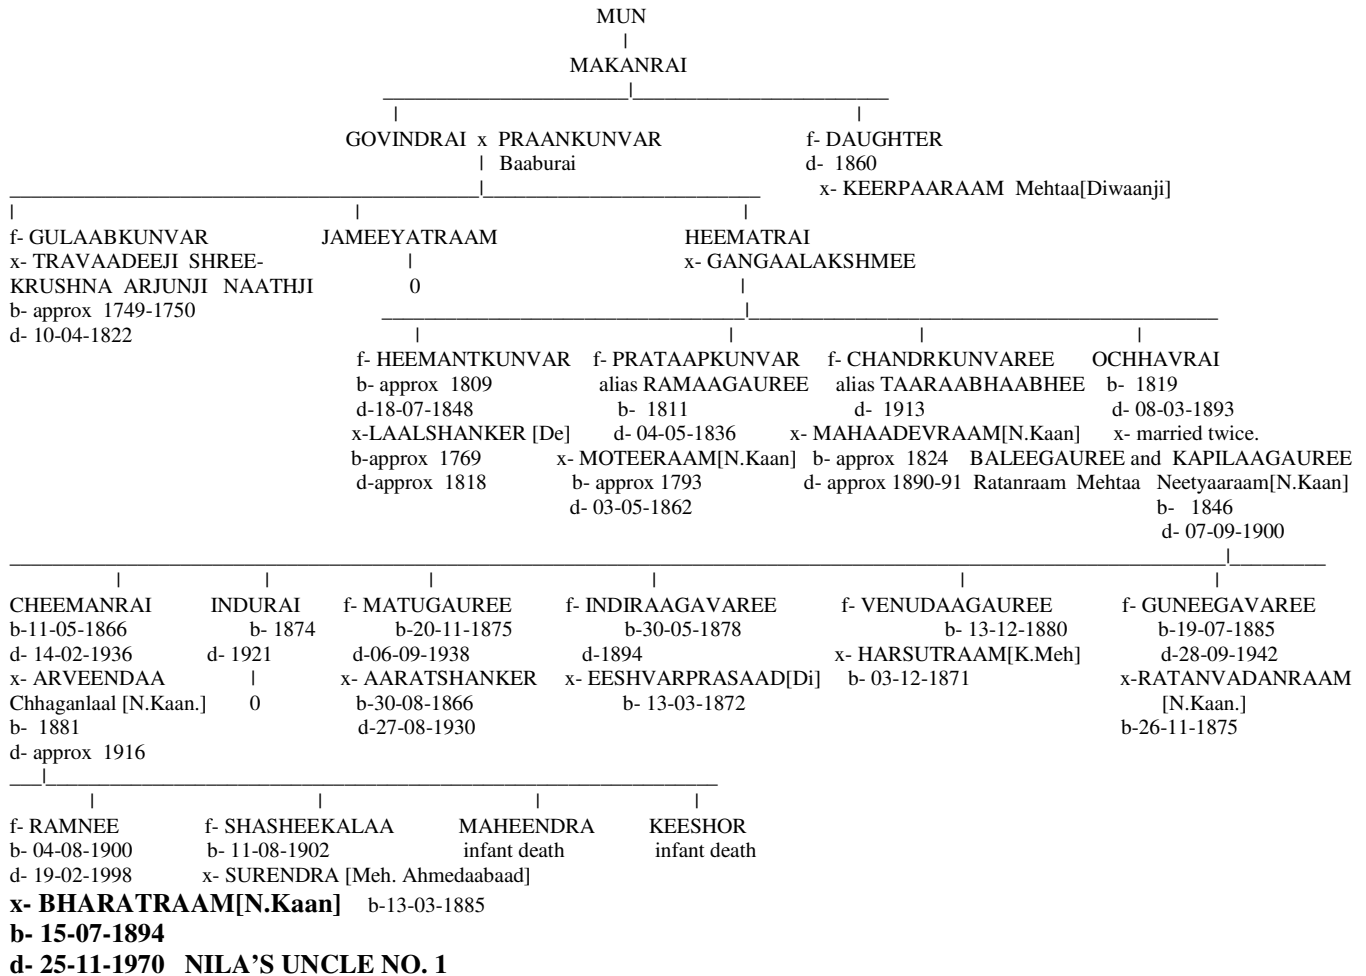 MUN
|
MAKANRAI
| |
GOVINDRAI x PRAANKUNVAR f- DAUGHTER
| Baaburai d- 1860
x- KEERPAARAAM Mehtaa[Diwaanji]
| | |
f- GULAABKUNVAR JAMEEYATRAAM HEEMATRAI
x- TRAVAADEEJI SHREE- | x- GANGAALAKSHMEE
KRUSHNA ARJUNJI NAATHJI 0 |
b- approx 1749-1750
d- 10-04-1822 | | | |
f- HEEMANTKUNVAR f- PRATAAPKUNVAR f- CHANDRKUNVAREE OCHHAVRAI
b- approx 1809 alias RAMAAGAUREE alias TAARAABHAABHEE b- 1819
d-18-07-1848 b- 1811 d- 1913 d- 08-03-1893
x-LAALSHANKER [De] d- 04-05-1836 x- MAHAADEVRAAM[N.Kaan] x- married twice.
b-approx 1769 x- MOTEERAAM[N.Kaan] b- approx 1824 BALEEGAUREE and KAPILAAGAUREE
d-approx 1818 b- approx 1793 d- approx 1890-91 Ratanraam Mehtaa Neetyaaraam[N.Kaan]
d- 03-05-1862 b- 1846
d- 07-09-1900
| | | | | |
CHEEMANRAI INDURAI f- MATUGAUREE f- INDIRAAGAVAREE f- VENUDAAGAUREE f- GUNEEGAVAREE
b-11-05-1866 b- 1874 b-20-11-1875 b-30-05-1878 b- 13-12-1880 b-19-07-1885
d- 14-02-1936 d- 1921 d-06-09-1938 d-1894 x- HARSUTRAAM[K.Meh] d-28-09-1942
x- ARVEENDAA | x- AARATSHANKER x- EESHVARPRASAAD[Di] b- 03-12-1871 x-RATANVADANRAAM
Chhaganlaal [N.Kaan.] 0 b-30-08-1866 b- 13-03-1872 [N.Kaan.]
b- 1881 d-27-08-1930 b-26-11-1875
d- approx 1916
| | | |
f- RAMNEE f- SHASHEEKALAA MAHEENDRA KEESHOR
b- 04-08-1900 b- 11-08-1902 infant death infant death
d- 19-02-1998 x- SURENDRA [Meh. Ahmedaabaad]
x- BHARATRAAM[N.Kaan] b-13-03-1885
b- 15-07-1894
d- 25-11-1970 NILA'S UNCLE NO. 1